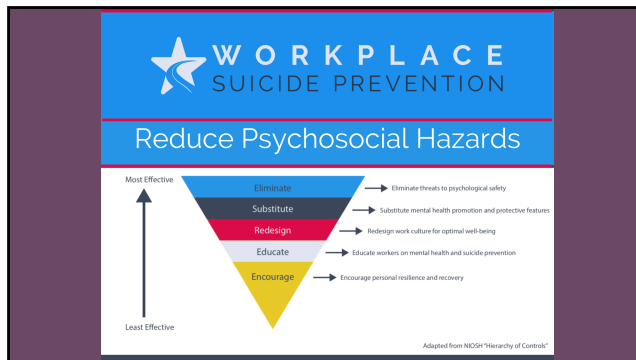 WORKPLACE
SUICIDE PREVENTION
Reduce Psychosocial Hazards
Most Effective
Eliminate
Eliminate threats to psychological safety
Substitute
Substitute mental health promotion and protective features
Redesign
Redesign work culture for optimal well-being
Educate
Educate workers on mental health and suicide prevention
Encourage
Encourage personal resilience and recovery
Least Effective
Adapted from NIOSH "Hierarchy of Controls"